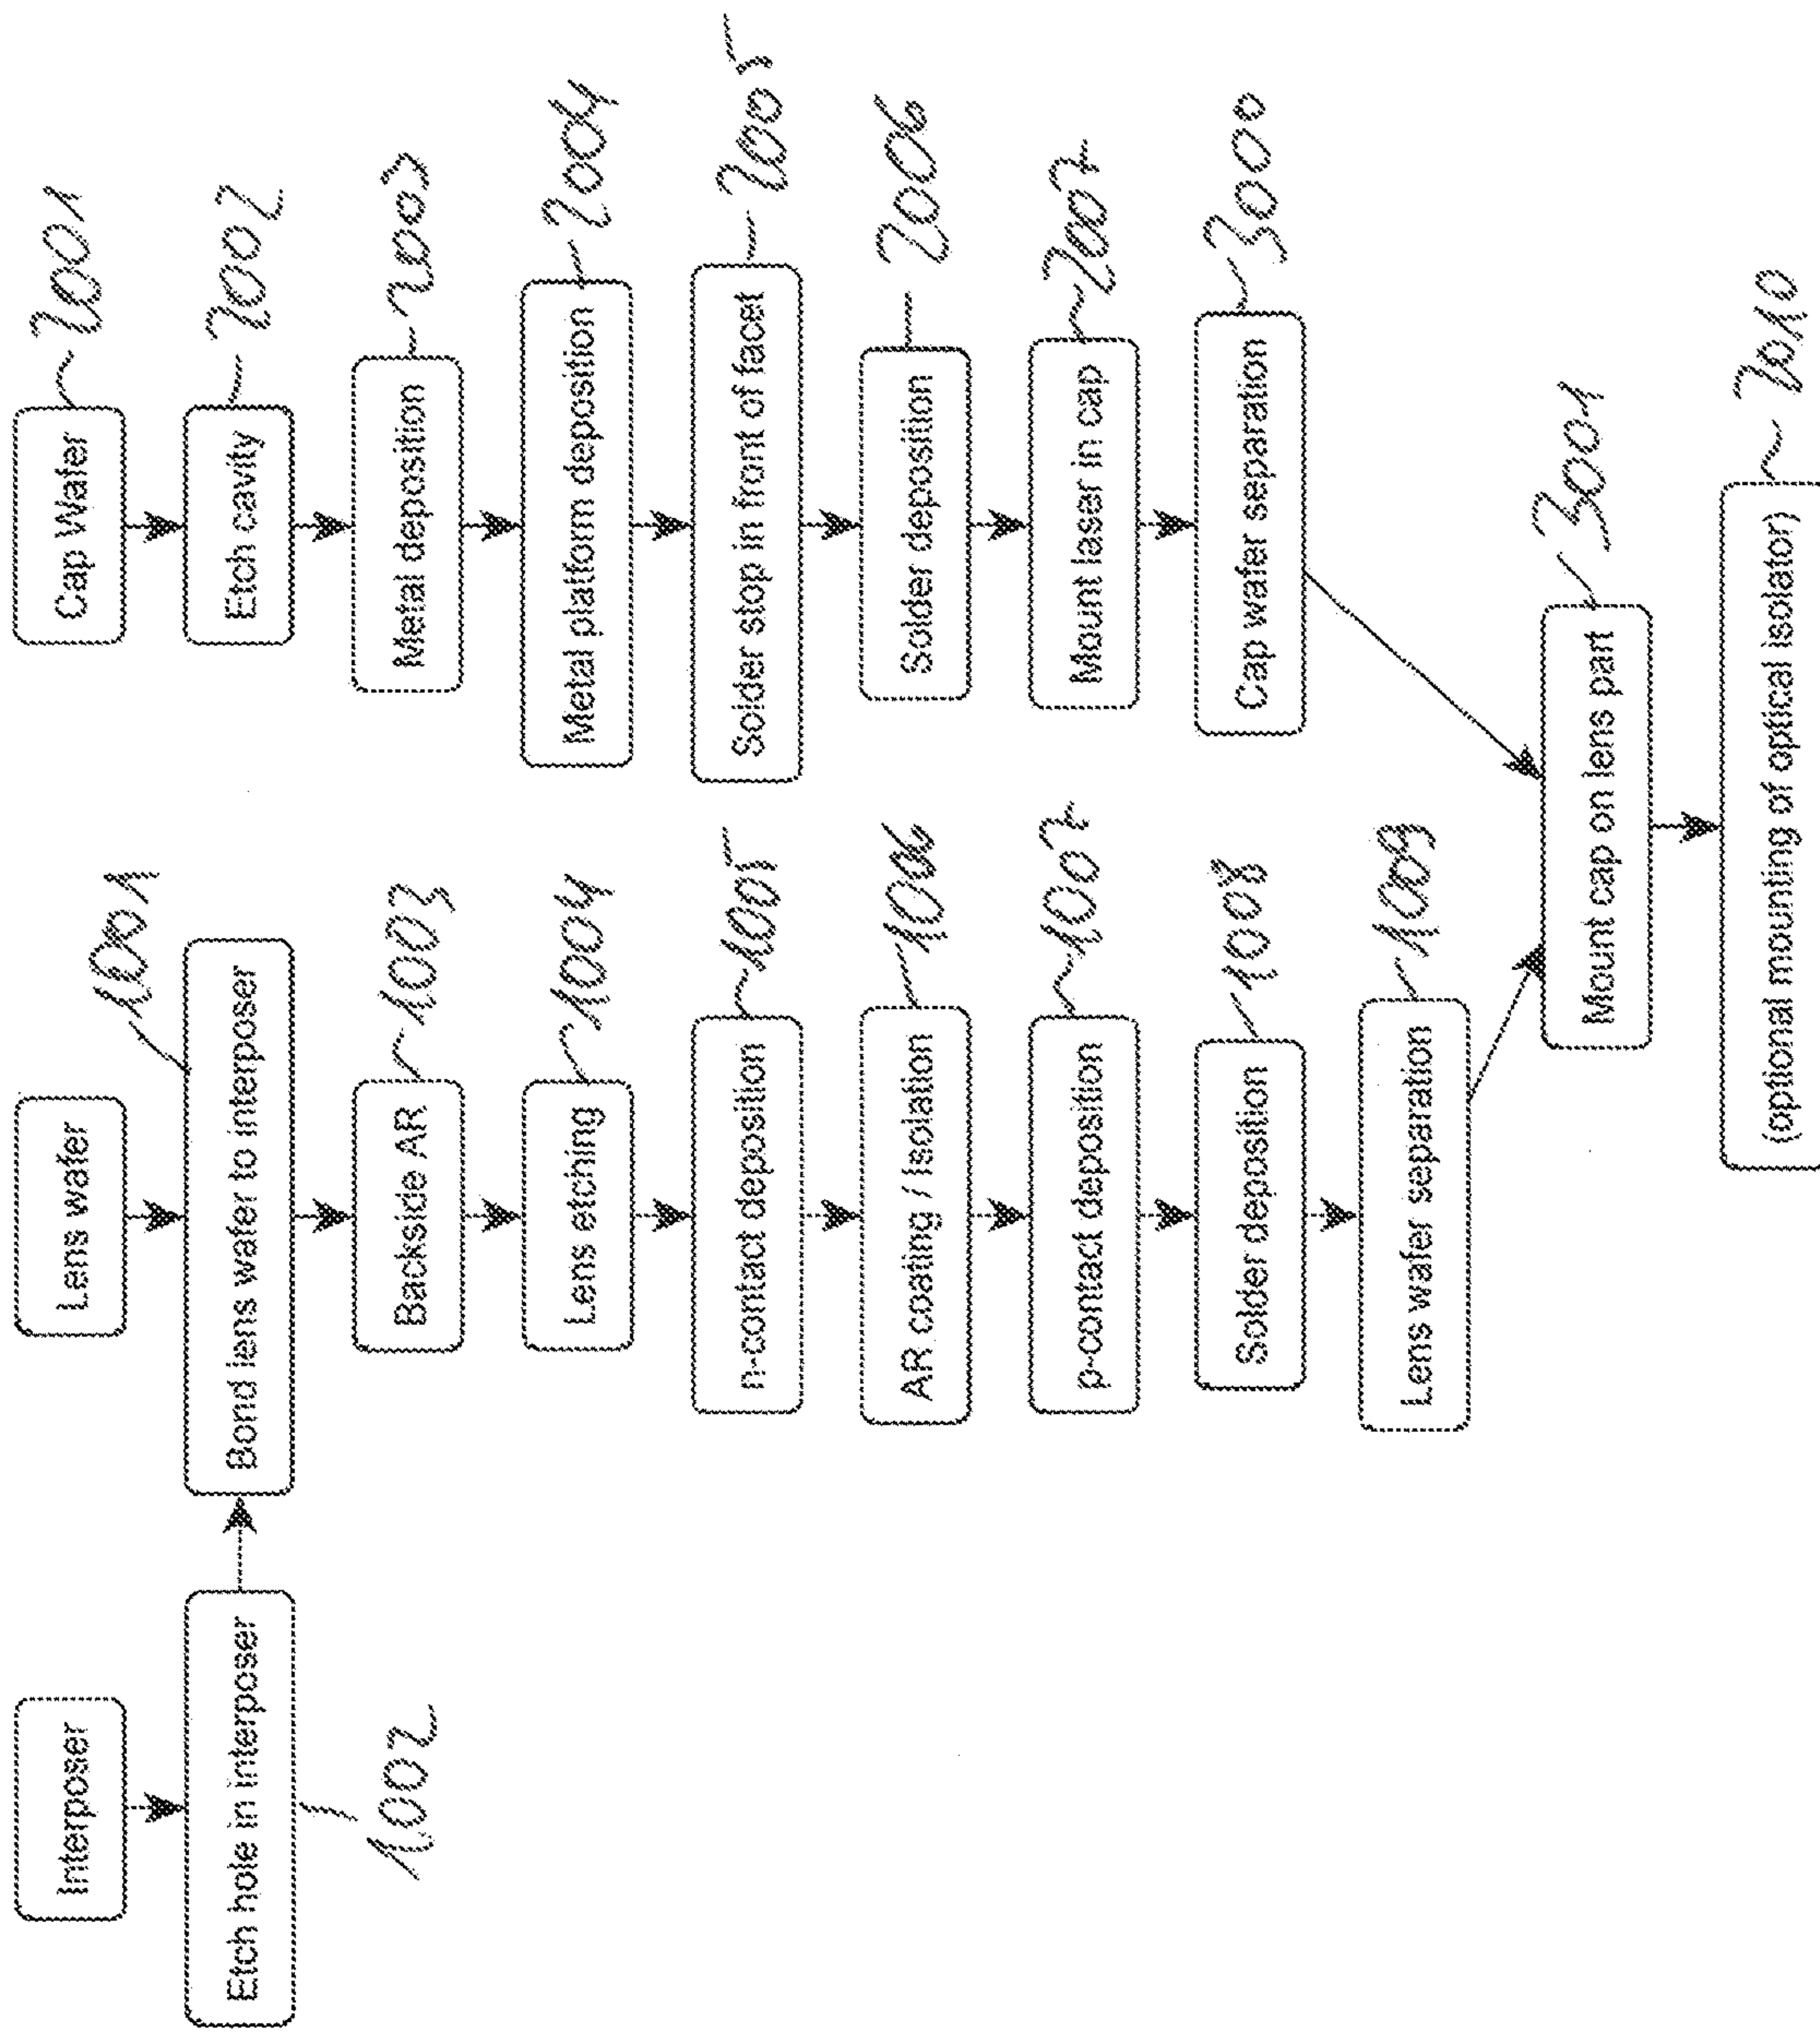 Interposer
Etch hole in interposer
1002
Lens wafer
Bond lens wafer to interposer
1001
Backside AR
1003
Lens etching
1004
n-contact deposition
1005
AR coating / Isolation
1006
p-contact deposition
1007
Solder deposition
1008
Lens wafer separation
1009
Cap Wafer
2001
Etch cavity
2002
Metal deposition
2003
Metal platform deposition
2004
Solder stop in front of facet
2005
Solder deposition
2006
Mount laser in cap
2007
Cap wafer separation
3000
Mount cap on lens part
3001
(optional mounting of optical isolator)
2010